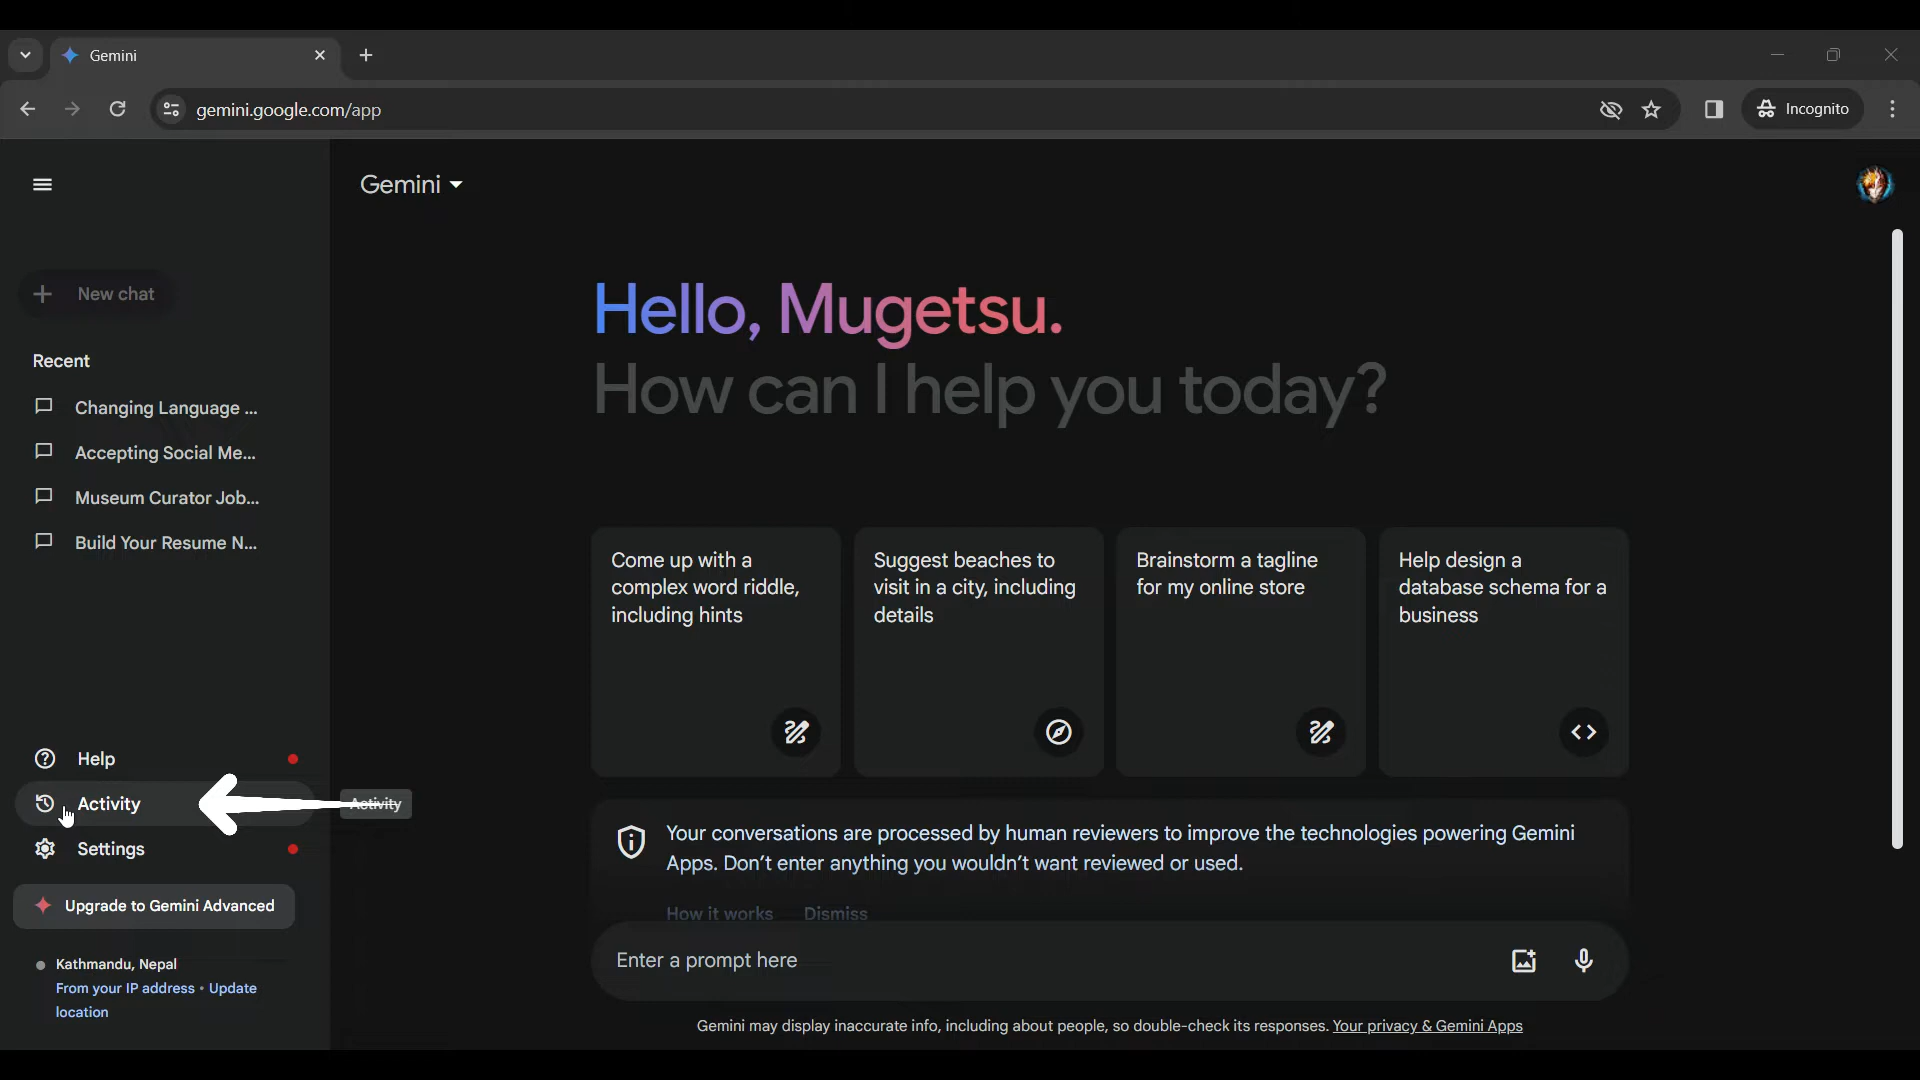 Gemini
gemini.google.com/app
Incognito
Gemini
New chat
Recent
Changing Language ...
Accepting Social Me...
Museum Curator Job...
Build Your Resume N...
Help
Activity
Activity
Settings
Upgrade to Gemini Advanced
Kathmandu, Nepal
From your IP address • Update
location
Hello, Mugetsu.
How can I help you today?
Come up with a
complex word riddle,
including hints
Suggest beaches to
visit in a city, including
details
Brainstorm a tagline
for my online store
Help design a
database schema for a
business
Your conversations are processed by human reviewers to improve the technologies powering Gemini
Apps. Don’t enter anything you wouldn’t want reviewed or used.
How it works Dismiss
Enter a prompt here
Gemini may display inaccurate info, including about people, so double-check its responses. Your privacy & Gemini Apps